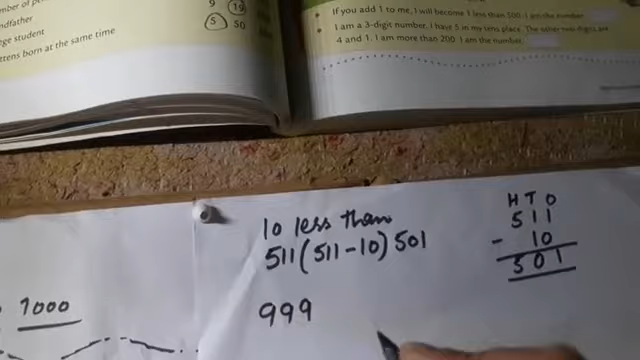 mber of pe
ndfather
ge student
ttens born at the same time
9 19
5 50
If you add 1 to me, I will become 1 less than 500. I am the number
I am a 3-digit number. I have 5 in my tens place. The other two digits are
4 and 1. I am more than 200. I am the number
10 less than
511(511-10)501
999
1000
H T O
5 1 1
- 1 0
5 0 1